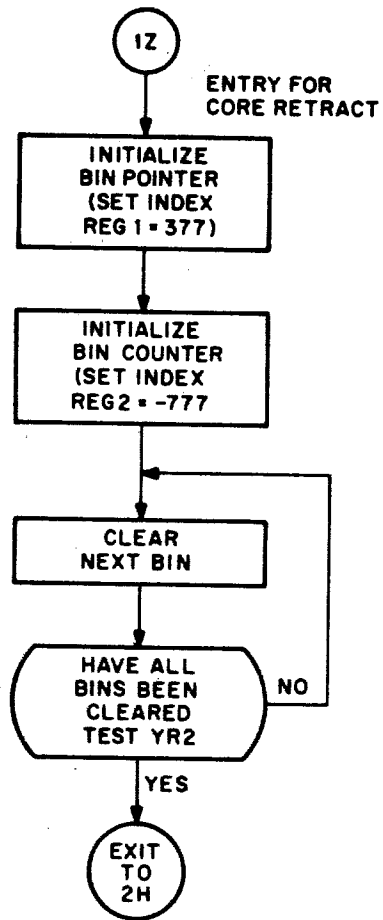 1Z
ENTRY FOR
CORE RETRACT
INITIALIZE
BIN POINTER
(SET INDEX
REG 1 = 377)
INITIALIZE
BIN COUNTER
(SET INDEX
REG2 = -777
CLEAR
NEXT BIN
HAVE ALL
BINS BEEN
CLEARED
TEST YR2
NO
YES
EXIT
TO
2H